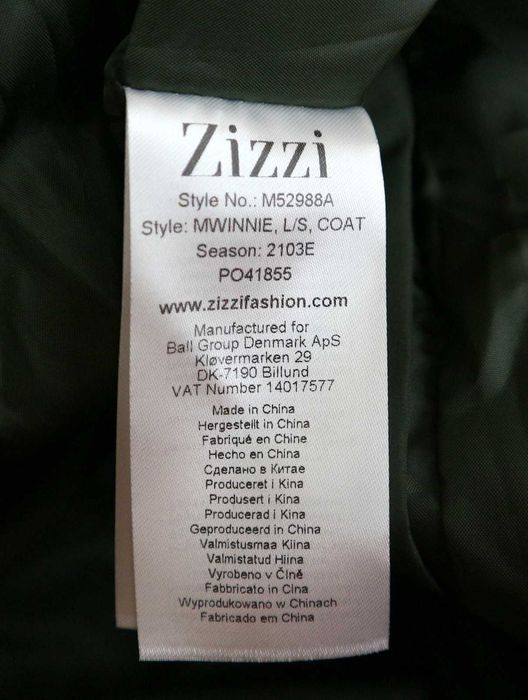 Zizzi
Style No.: M52988A
Style: MWINNIE, L/S, COAT
Season: 2103E
PO41855
www.zizzifashion.com
Manufactured for
Ball Group Denmark ApS
Kløvermarken 29
DK-7190 Billund
VAT Number 14017577
Made in China
Hergestellt in China
Fabriqué en Chine
Hecho en China
Сделано в Китае
Produceret i Kina
Produsert i Kina
Producerad i Kina
Geproduceerd in China
Valmistusmaa Kiina
Valmistatud Hiina
Vyrobeno v Číně
Fabbricato in Cina
Wyprodukowano w Chinach
Fabricado em China